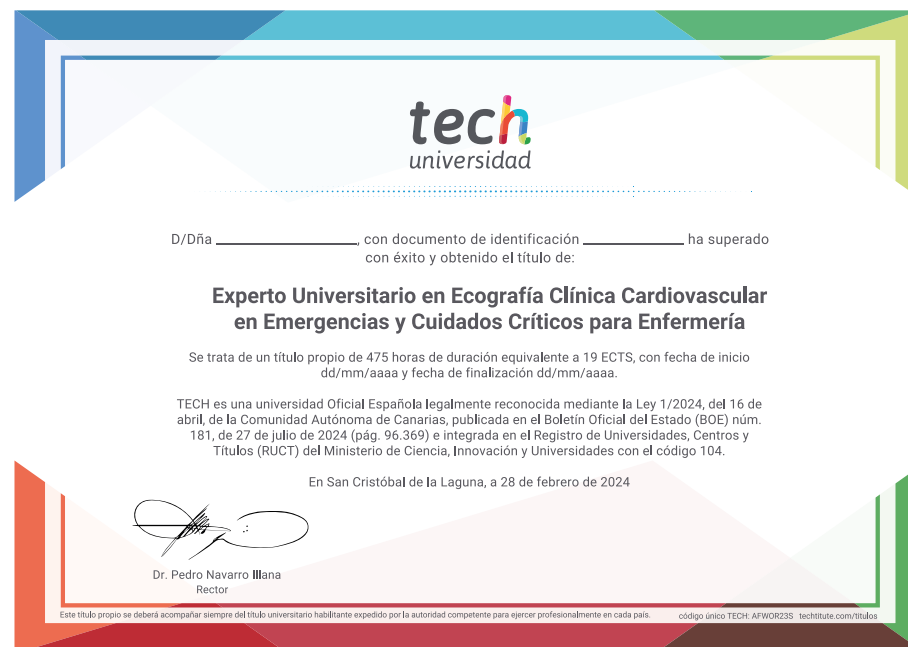 tech
universidad
D/Dña ______________, con documento de identificación __________ ha superado
con éxito y obtenido el título de:
Experto Universitario en Ecografía Clínica Cardiovascular
en Emergencias y Cuidados Críticos para Enfermería
Se trata de un título propio de 475 horas de duración equivalente a 19 ECTS, con fecha de inicio
dd/mm/aaaa y fecha de finalización dd/mm/aaaa.
TECH es una universidad Oficial Española legalmente reconocida mediante la Ley 1/2024, del 16 de
abril, de la Comunidad Autónoma de Canarias, publicada en el Boletín Oficial del Estado (BOE) núm.
181, de 27 de julio de 2024 (pág. 96.369) e integrada en el Registro de Universidades, Centros y
Títulos (RUCT) del Ministerio de Ciencia, Innovación y Universidades con el código 104.
En San Cristóbal de la Laguna, a 28 de febrero de 2024
Dr. Pedro Navarro Illana
Rector
Este título propio se deberá acompañar siempre del título universitario habilitante expedido por la autoridad competente para ejercer profesionalmente en cada país.
código único TECH: AFWOR23S techtitute.com/titulos